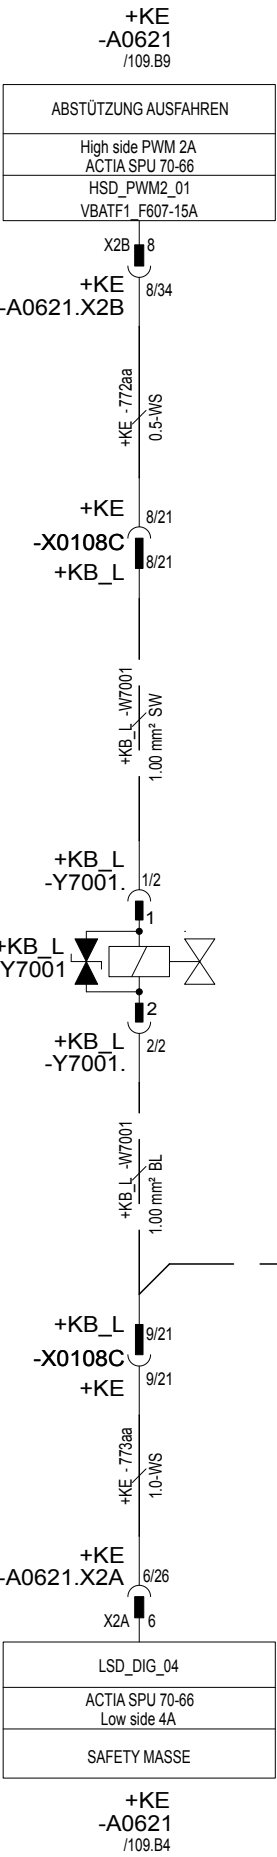 +KE
-A0621
/109.B9
ABSTÜTZUNG AUSFAHREN
High side PWM 2A
ACTIA SPU 70-66
HSD_PWM2_01
VBATF1_F607-15A
X2B 8
+KE
-A0621.X2B
8/34
+KE -772aa
0.5-WS
+KE
8/21
-X0108C
+KB_L
8/21
+KB_L -W7001
1.00 mm² SW
+KB_L
-Y7001.
1/2
1
+KB_L
Y7001
2
+KB_L
-Y7001.
2/2
+KB_L -W7001
1.00 mm² BL
+KB_L
9/21
-X0108C
+KE
9/21
+KE -773aa
1.0-WS
+KE
-A0621.X2A
6/26
X2A 6
LSD_DIG_04
ACTIA SPU 70-66
Low side 4A
SAFETY MASSE
+KE
-A0621
/109.B4